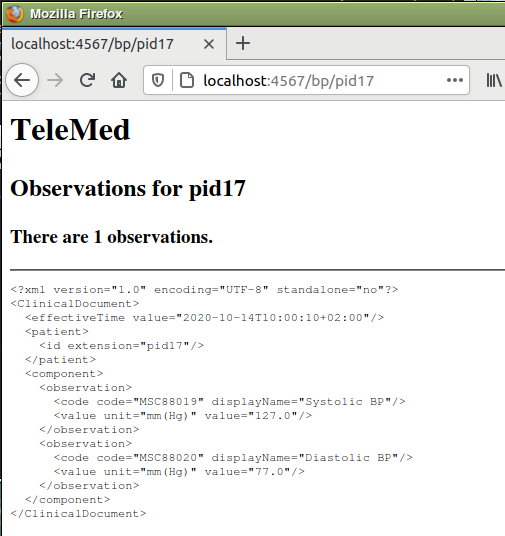 Mozilla Firefox
localhost:4567/bp/pid17
localhost:4567/bp/pid17
TeleMed
Observations for pid17
There are 1 observations.
<?xml version="1.0" encoding="UTF-8" standalone="no"?>
<ClinicalDocument>
  <effectiveTime value="2020-10-14T10:00:10+02:00"/>
  <patient>
    <id extension="pid17"/>
  </patient>
  <component>
    <observation>
      <code code="MSC88019" displayName="Systolic BP"/>
      <value unit="mm(Hg)" value="127.0"/>
    </observation>
    <observation>
      <code code="MSC88020" displayName="Diastolic BP"/>
      <value unit="mm(Hg)" value="77.0"/>
    </observation>
  </component>
</ClinicalDocument>